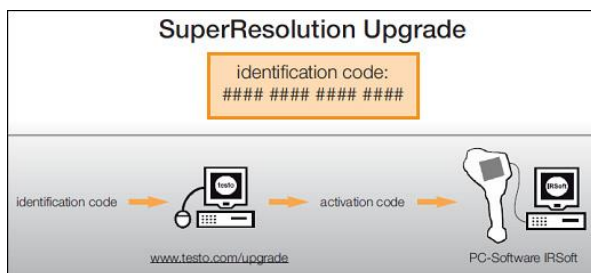 SuperResolution Upgrade
identification code:
#### #### #### ####
identification code
testo
activation code
IRSoft
www.testo.com/upgrade
PC-Software IRSoft